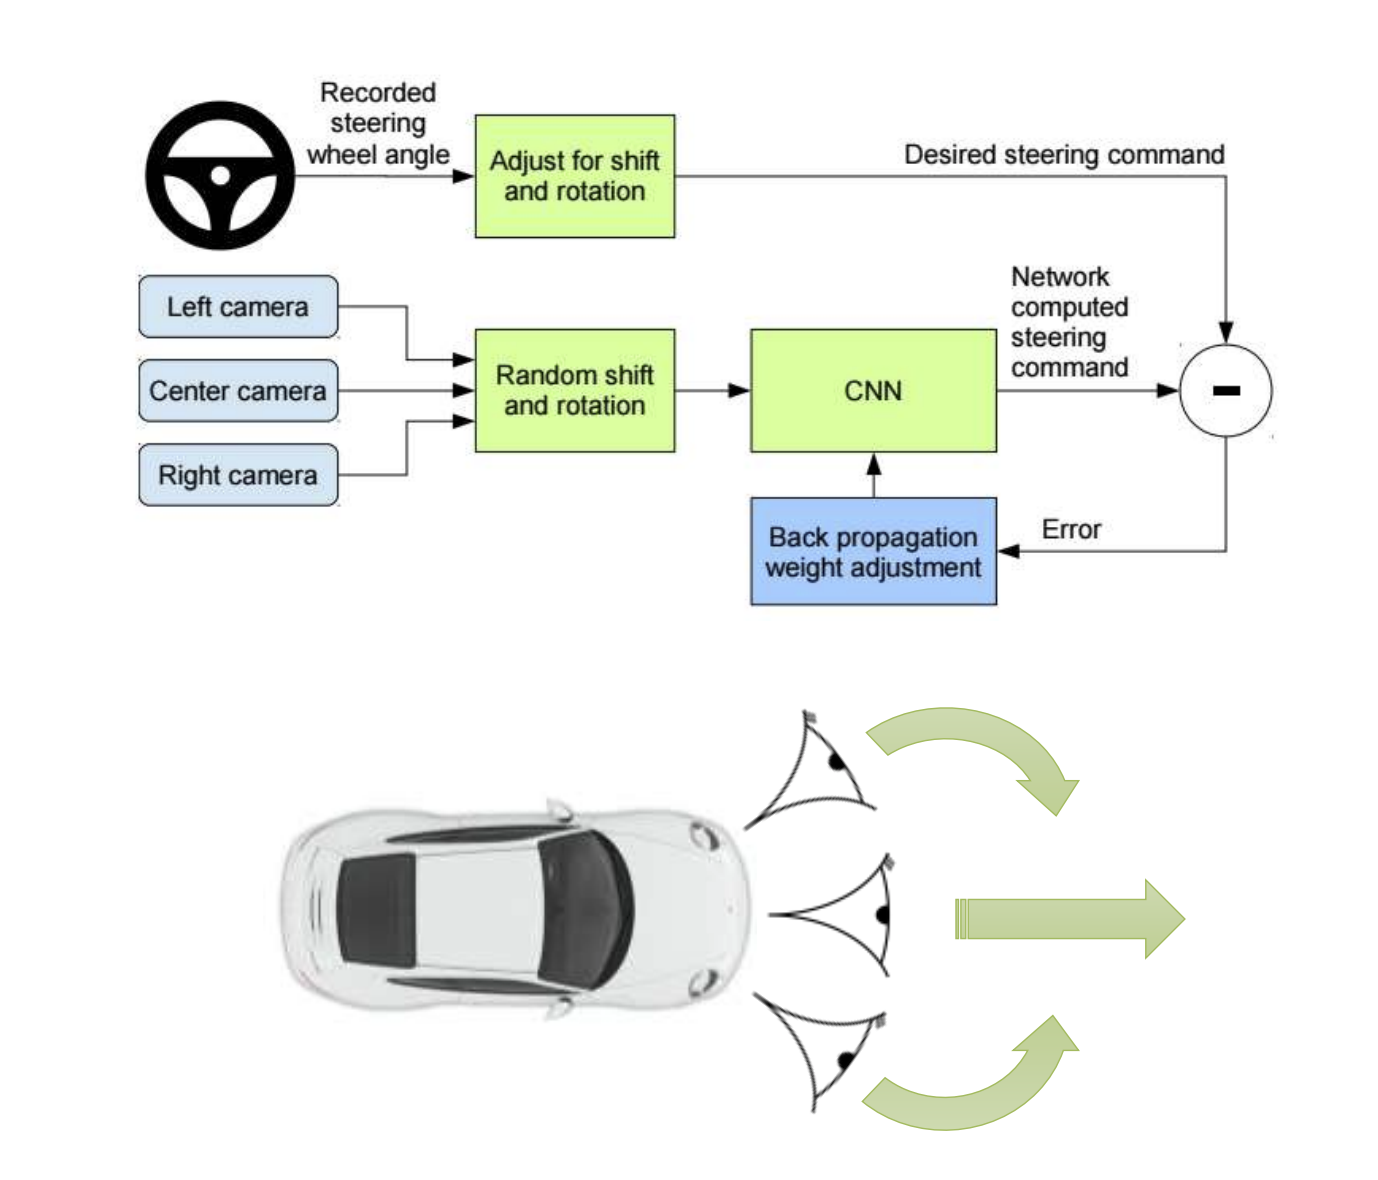 Recorded
steering
wheel angle
Adjust for shift
and rotation
Desired steering command
Left camera
Center camera
Right camera
Random shift
and rotation
CNN
Network
computed
steering
command
-
Back propagation
weight adjustment
Error